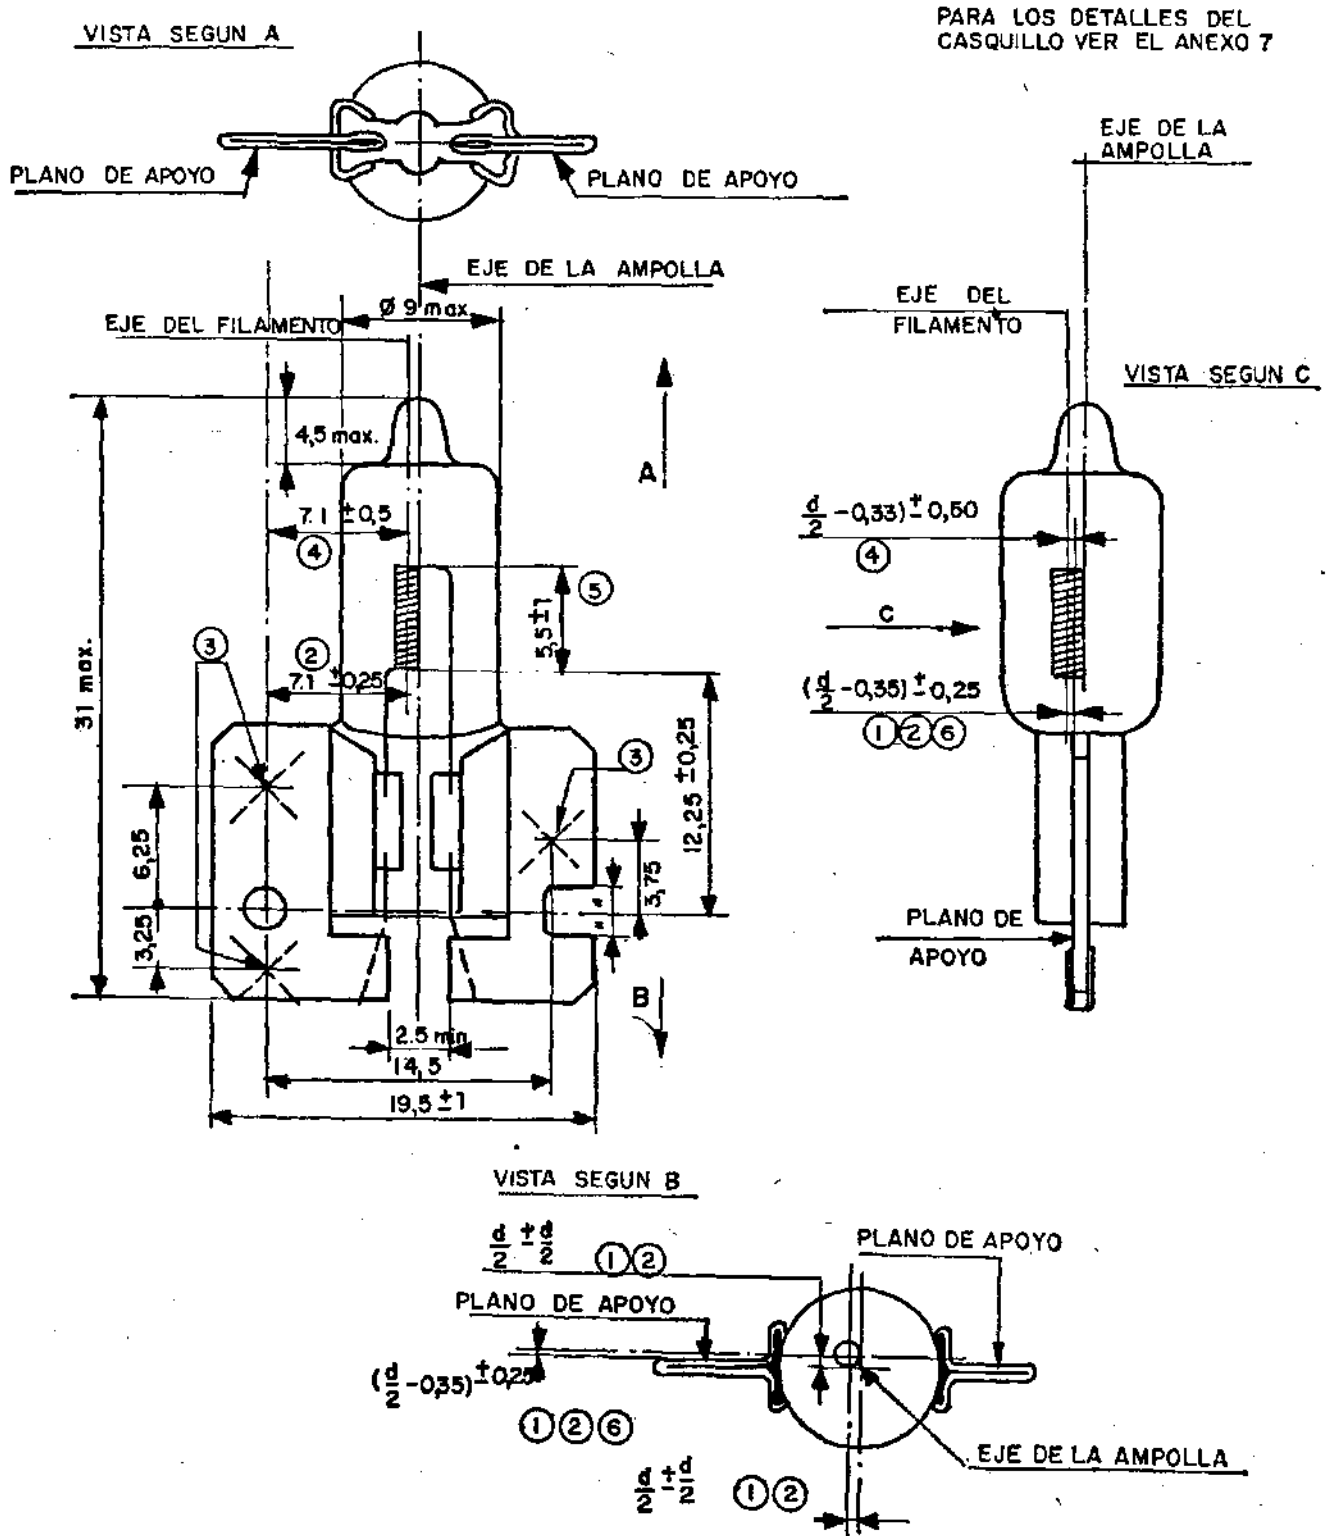 VISTA SEGUN A
PARA LOS DETALLES DEL
CASQUILLO VER EL ANEXO 7
EJE DE LA
AMPOLLA
PLANO DE APOYO
PLANO DE APOYO
EJE DE LA AMPOLLA
Ø 9 max.
EJE DEL FILAMENTO
EJE DEL
FILAMENTO
VISTA SEGUN C
4,5 max.
A
7.1 ±0,5
4
d/2 -0,33) ± 0,50
4
5
5,5±1
C
3
2
7.1 ±0,25
31 max.
(d/2 -0,35) ± 0,25
1 2 6
3
12,25 ±0,25
6,25
3,75
3,25
" "
PLANO DE
APOYO
B
2.5 min
14,5
19,5 ±1
VISTA SEGUN B
d/2 ± d/2
1 2
PLANO DE APOYO
PLANO DE APOYO
(d/2 -0,35) ± 0,25
1 2 6
EJE DE LA AMPOLLA
d/2 ± d/2
1 2